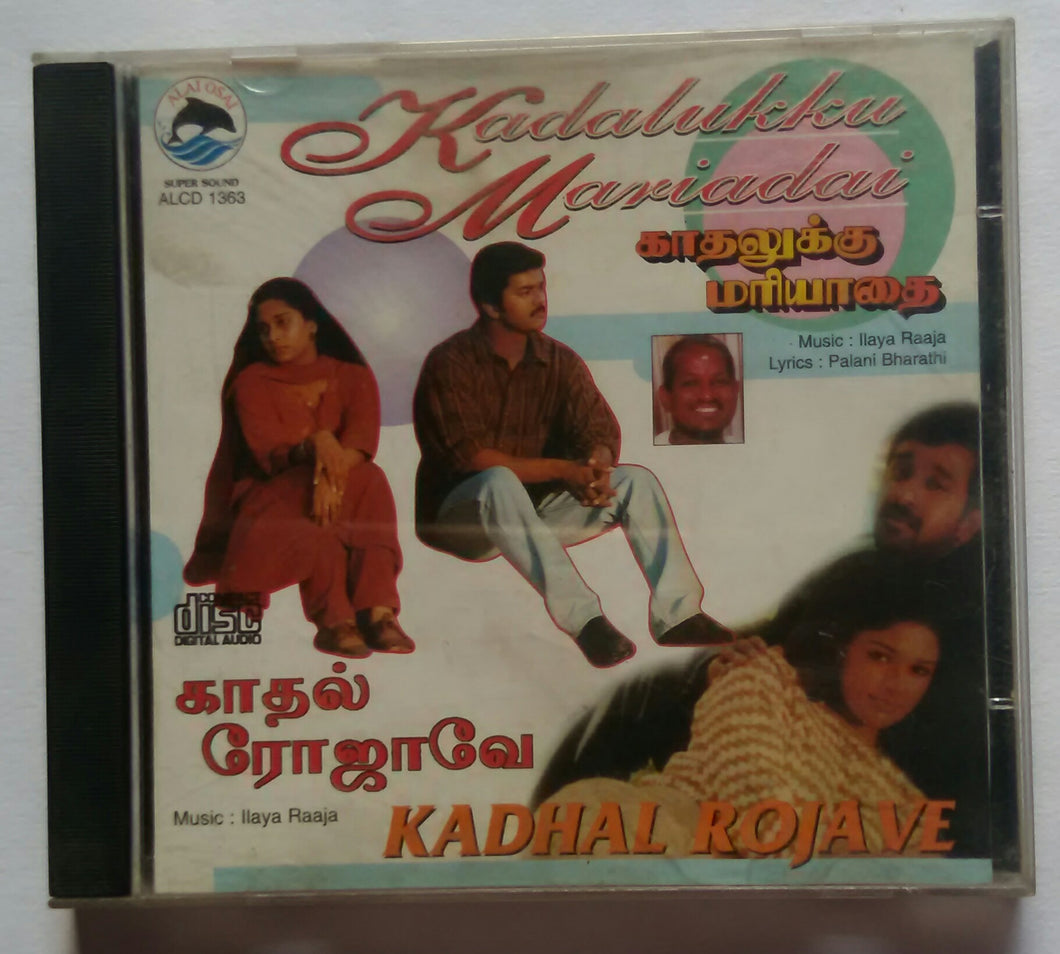 ALAI OSAI
SUPER SOUND
ALCD 1363
Kadalukku
Mariadai
காதலுக்கு
மரியாதை
Music : Ilaya Raaja
Lyrics : Palani Bharathi
COMPACT
disc
DIGITAL AUDIO
காதல்
ரோஜாவே
Music : Ilaya Raaja
KADHAL ROJAVE